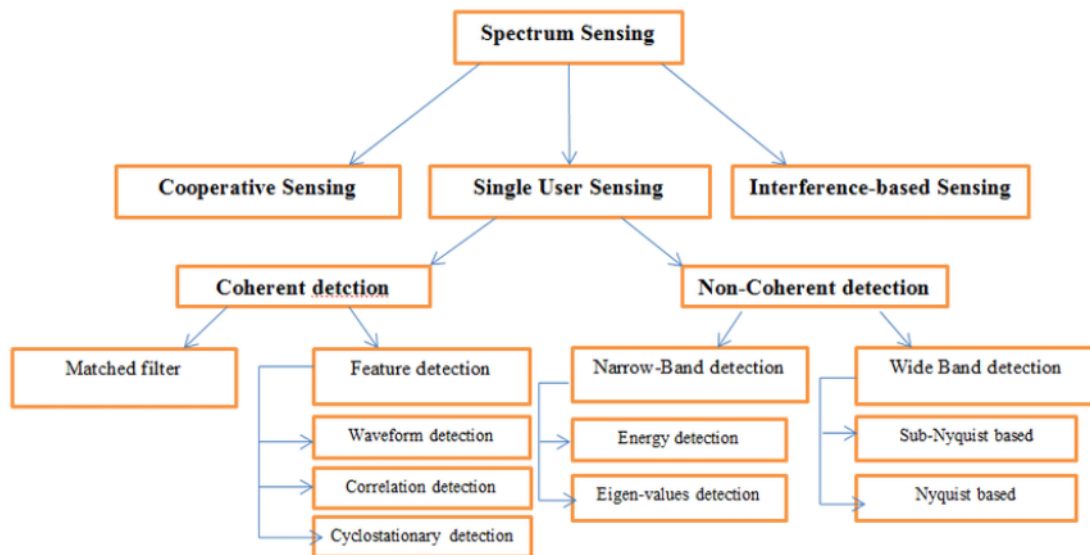 Spectrum Sensing
Cooperative Sensing
Single User Sensing
Interference-based Sensing
Coherent detction
Non-Coherent detection
Matched filter
Feature detection
Narrow-Band detection
Wide Band detection
Waveform detection
Energy detection
Sub-Nyquist based
Correlation detection
Eigen-values detection
Nyquist based
Cyclostationary detection